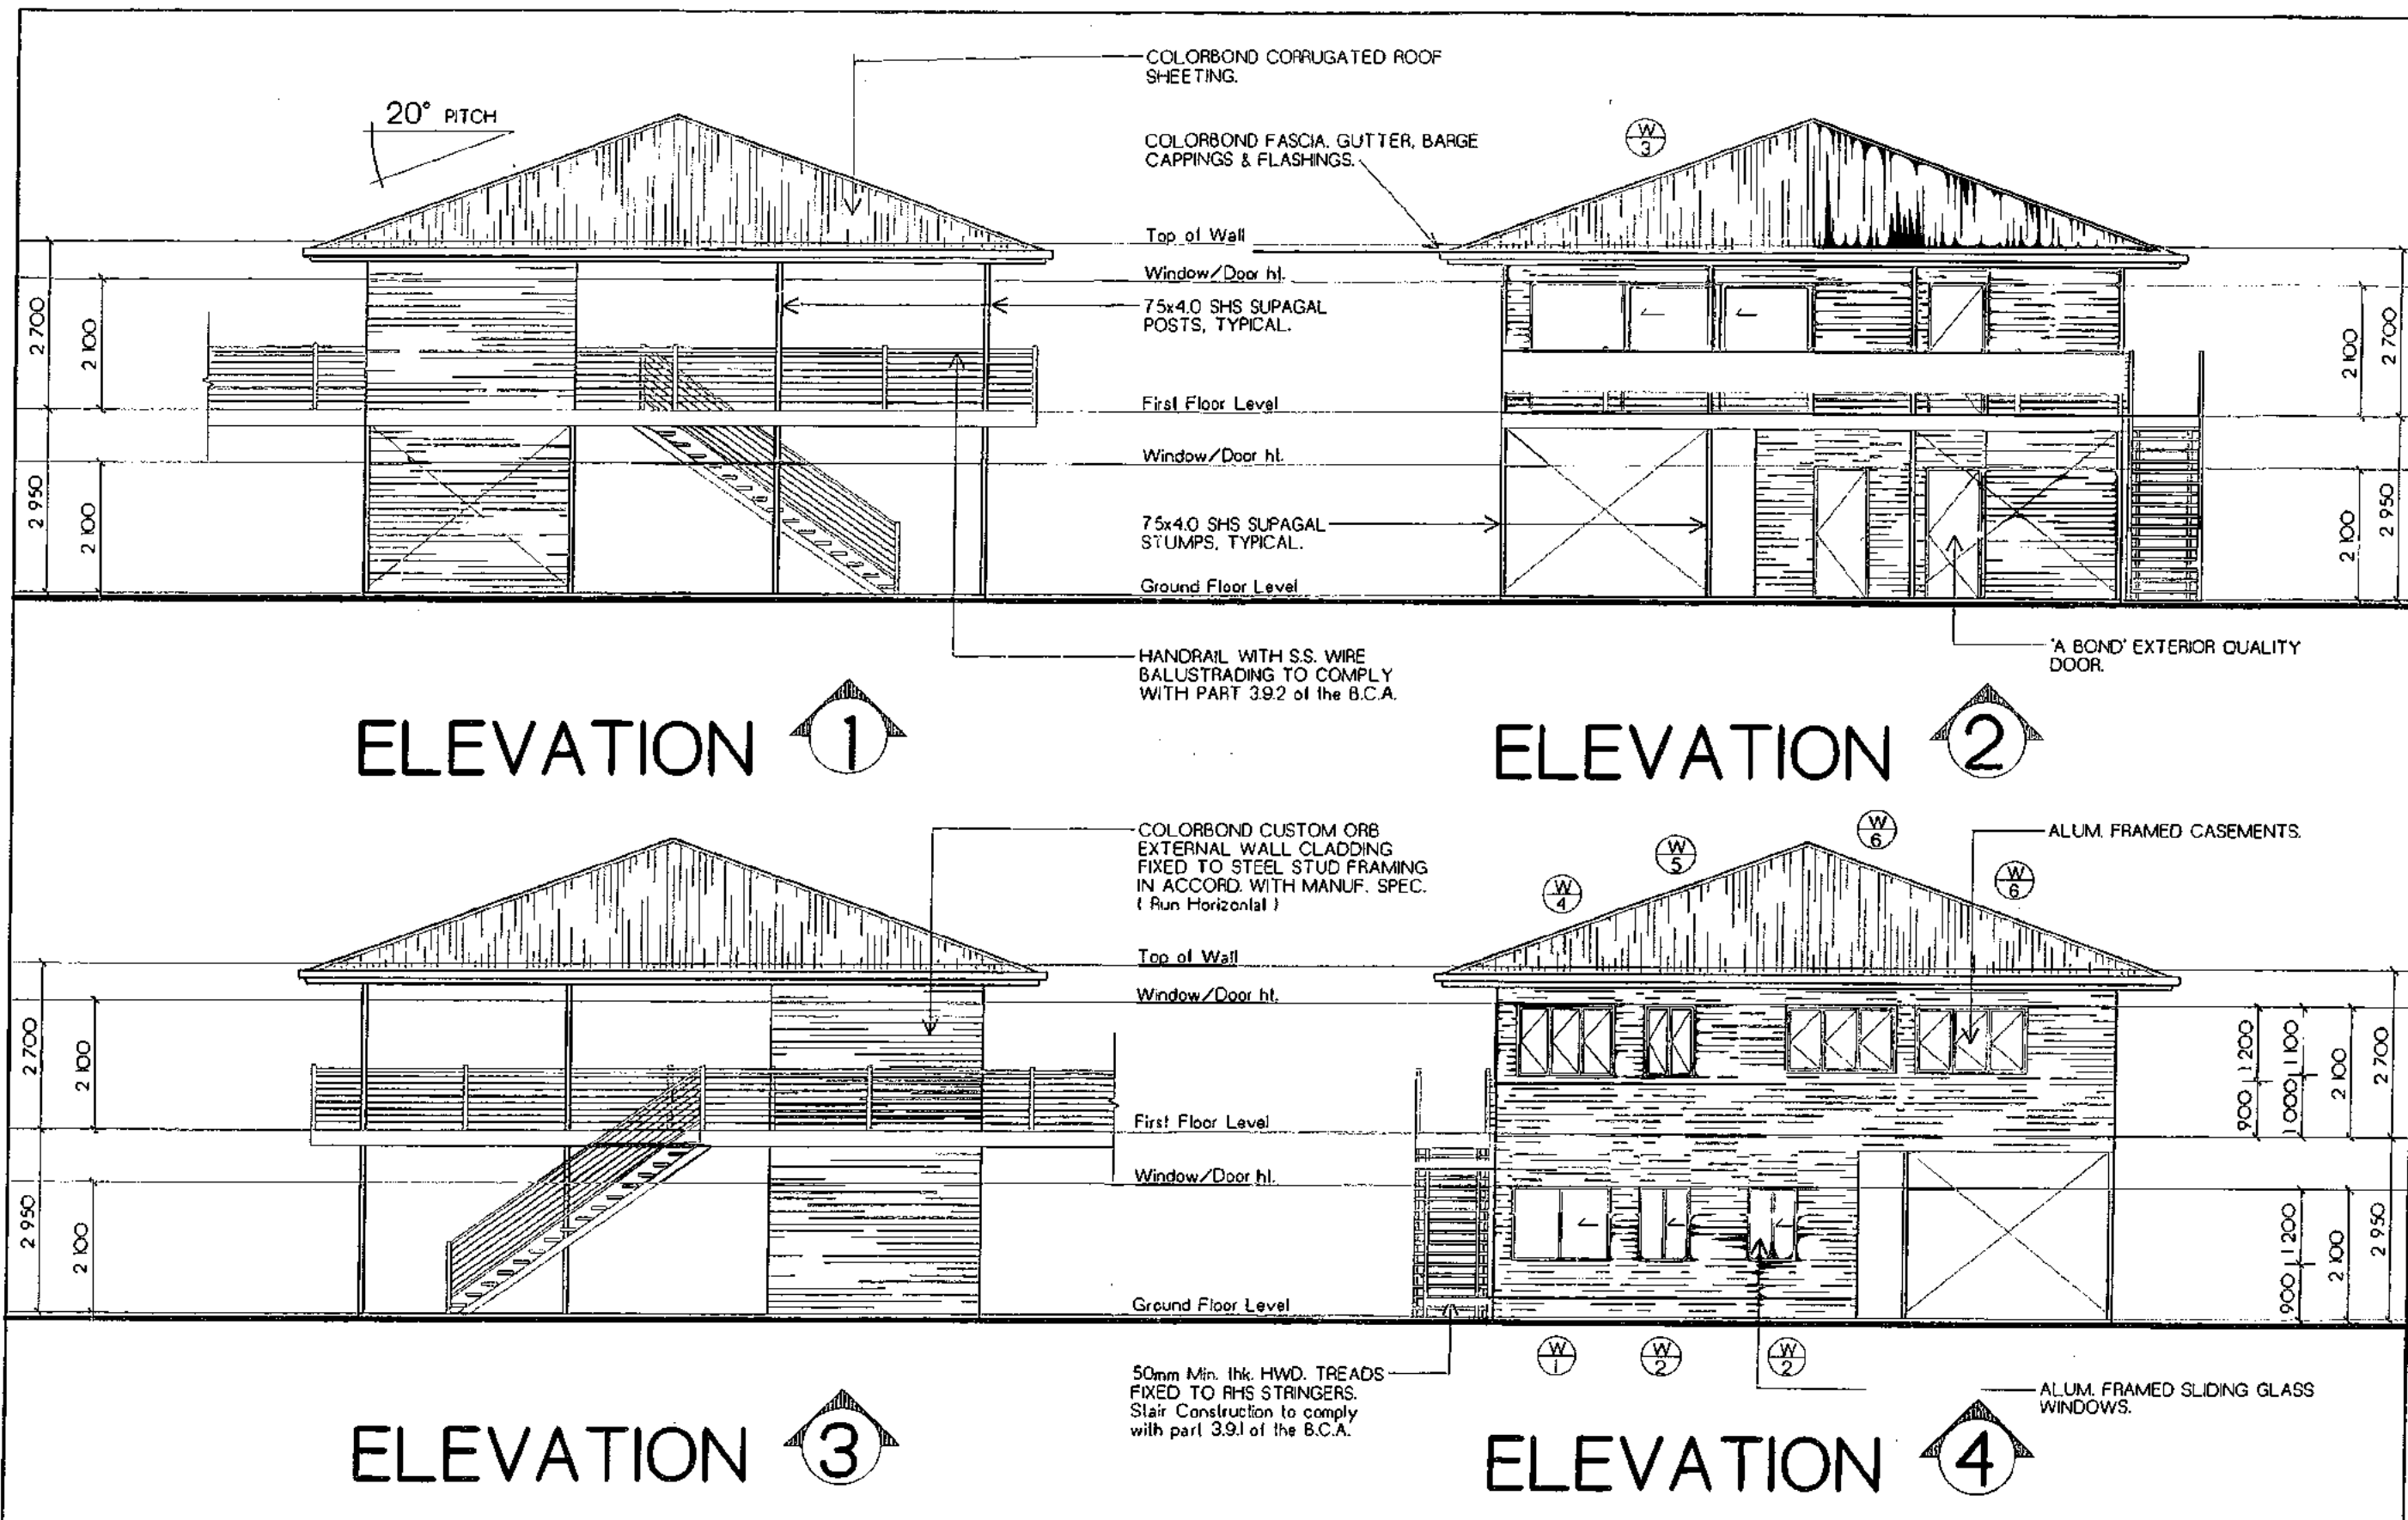 COLORBOND CORRUGATED ROOF
SHEETING.
20° PITCH
COLORBOND FASCIA, GUTTER, BARGE
CAPPINGS & FLASHINGS.
W
3
Top of Wall
Window/Door ht.
75x4.0 SHS SUPAGAL
POSTS, TYPICAL.
First Floor Level
Window/Door ht.
75x4.0 SHS SUPAGAL
STUMPS, TYPICAL.
Ground Floor Level
2 700
2 100
2 950
2 100
2 100
2 700
2 100
2 950
HANDRAIL WITH S.S. WIRE
BALUSTRADING TO COMPLY
WITH PART 3.9.2 of the B.C.A.
'A BOND' EXTERIOR QUALITY
DOOR.
ELEVATION 1
ELEVATION 2
COLORBOND CUSTOM ORB
EXTERNAL WALL CLADDING
FIXED TO STEEL STUD FRAMING
IN ACCORD. WITH MANUF. SPEC.
( Run Horizontal )
W
4
W
5
W
6
W
6
ALUM. FRAMED CASEMENTS.
Top of Wall
Window/Door ht.
First Floor Level
Window/Door ht.
Ground Floor Level
2 700
2 100
2 950
2 100
900
1 200
1 000
1 100
2 100
2 700
900
1 200
2 100
2 950
W
1
W
2
W
2
50mm Min. thk. HWD. TREADS
FIXED TO RHS STRINGERS.
Stair Construction to comply
with part 3.9.1 of the B.C.A.
ALUM. FRAMED SLIDING GLASS
WINDOWS.
ELEVATION 3
ELEVATION 4